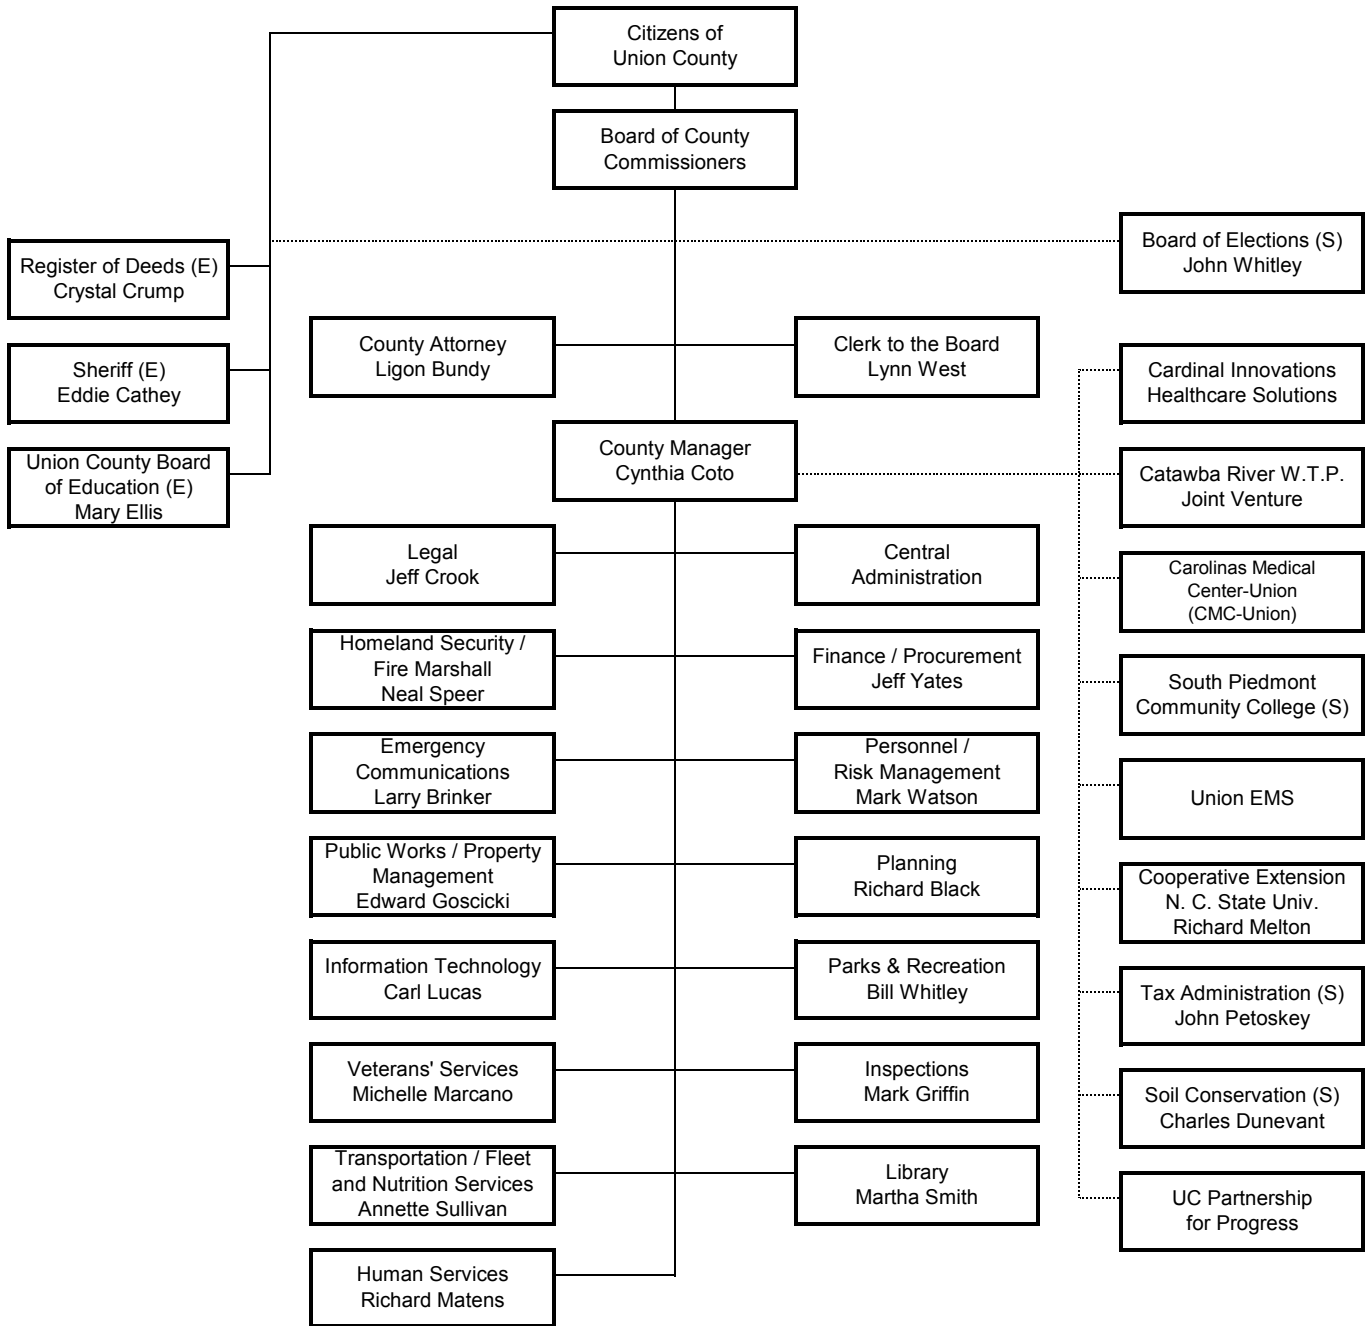 Citizens of
Union County
Board of County
Commissioners
Register of Deeds (E)
Crystal Crump
Board of Elections (S)
John Whitley
Sheriff (E)
Eddie Cathey
County Attorney
Ligon Bundy
Clerk to the Board
Lynn West
Cardinal Innovations
Healthcare Solutions
Union County Board
of Education (E)
Mary Ellis
County Manager
Cynthia Coto
Catawba River W.T.P.
Joint Venture
Legal
Jeff Crook
Central
Administration
Carolinas Medical
Center-Union
(CMC-Union)
Homeland Security /
Fire Marshall
Neal Speer
Finance / Procurement
Jeff Yates
South Piedmont
Community College (S)
Emergency
Communications
Larry Brinker
Personnel /
Risk Management
Mark Watson
Union EMS
Public Works / Property
Management
Edward Goscicki
Planning
Richard Black
Cooperative Extension
N. C. State Univ.
Richard Melton
Information Technology
Carl Lucas
Parks & Recreation
Bill Whitley
Tax Administration (S)
John Petoskey
Veterans' Services
Michelle Marcano
Inspections
Mark Griffin
Soil Conservation (S)
Charles Dunevant
Transportation / Fleet
and Nutrition Services
Annette Sullivan
Library
Martha Smith
UC Partnership
for Progress
Human Services
Richard Matens